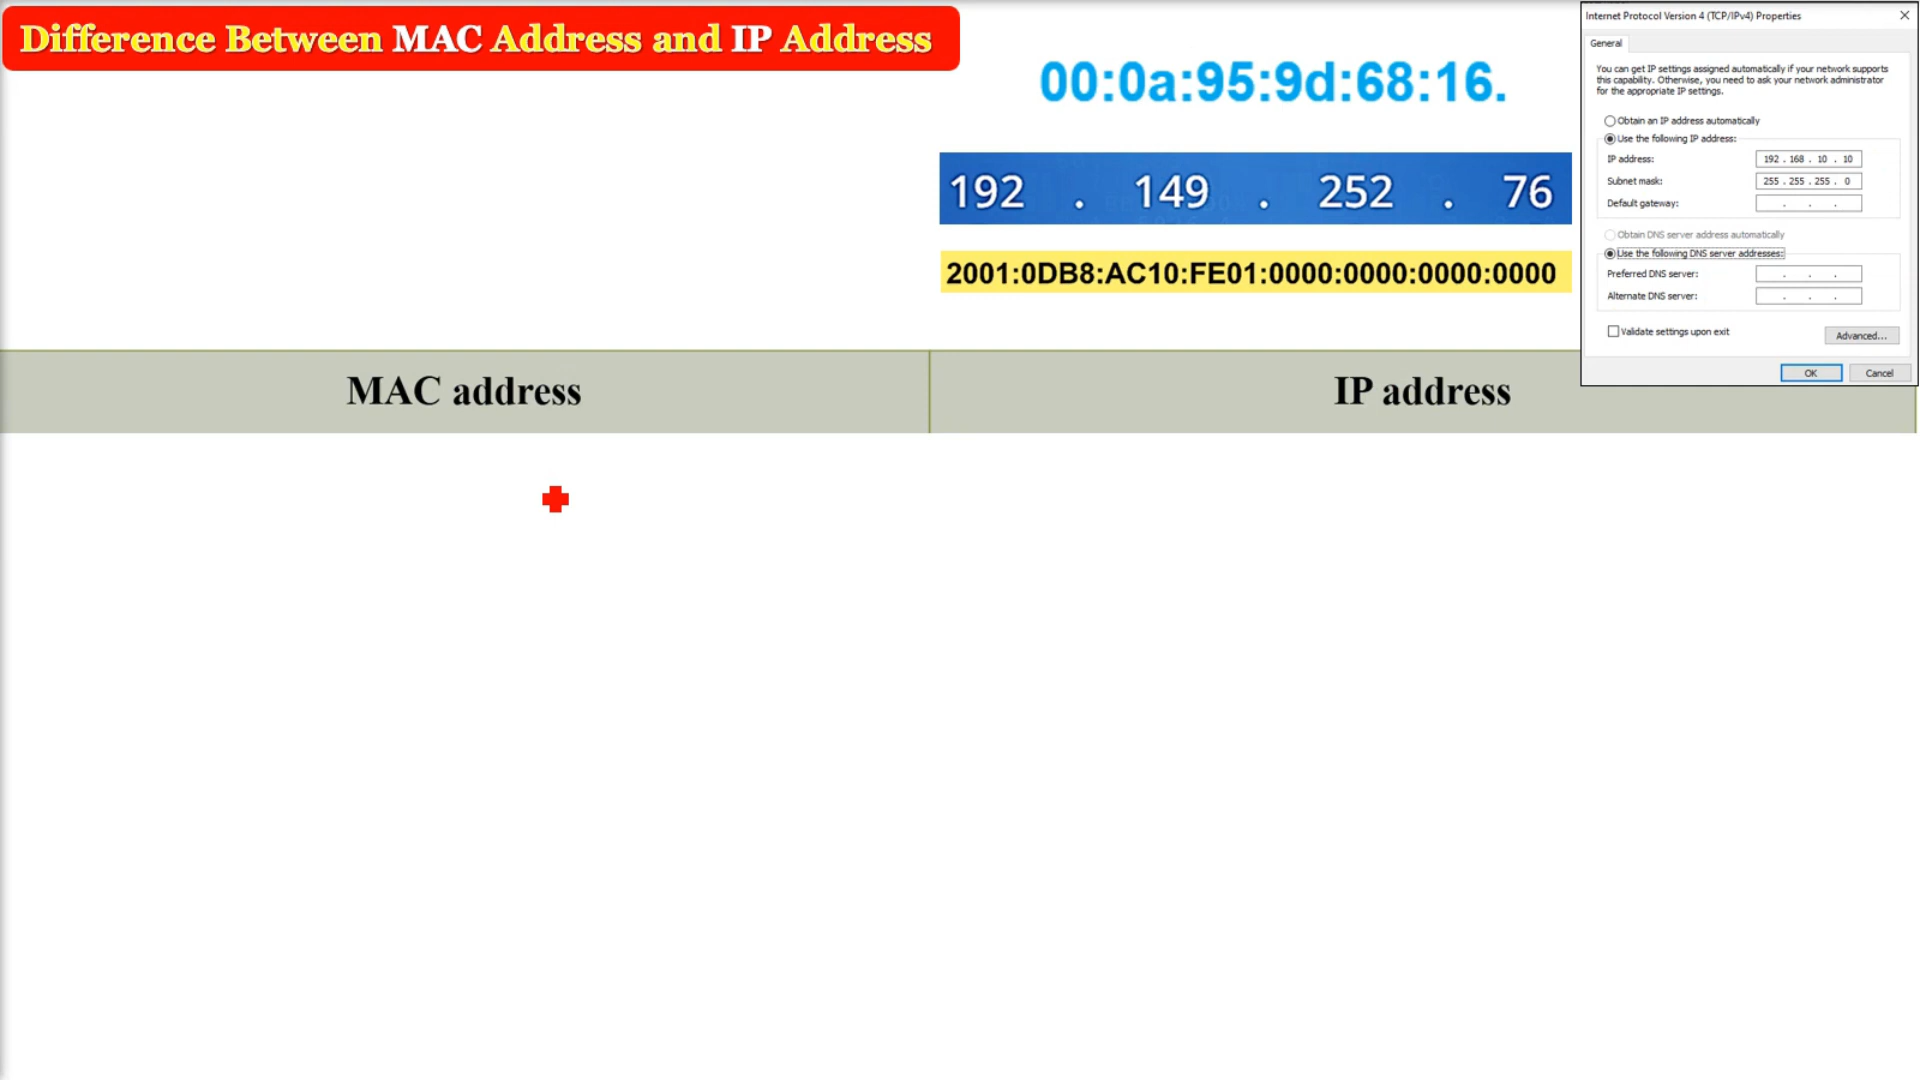 Difference Between MAC Address and IP Address
00:0a:95:9d:68:16.
192 . 149 . 252 . 76
2001:0DB8:AC10:FE01:0000:0000:0000:0000
Internet Protocol Version 4 (TCP/IPv4) Properties
General
You can get IP settings assigned automatically if your network supports
this capability. Otherwise, you need to ask your network administrator
for the appropriate IP settings.
Obtain an IP address automatically
Use the following IP address:
IP address: 192 . 168 . 10 . 10
Subnet mask: 255 . 255 . 255 . 0
Default gateway: . . .
Obtain DNS server address automatically
Use the following DNS server addresses:
Preferred DNS server: . . .
Alternate DNS server: . . .
Validate settings upon exit
Advanced...
OK Cancel
MAC address IP address